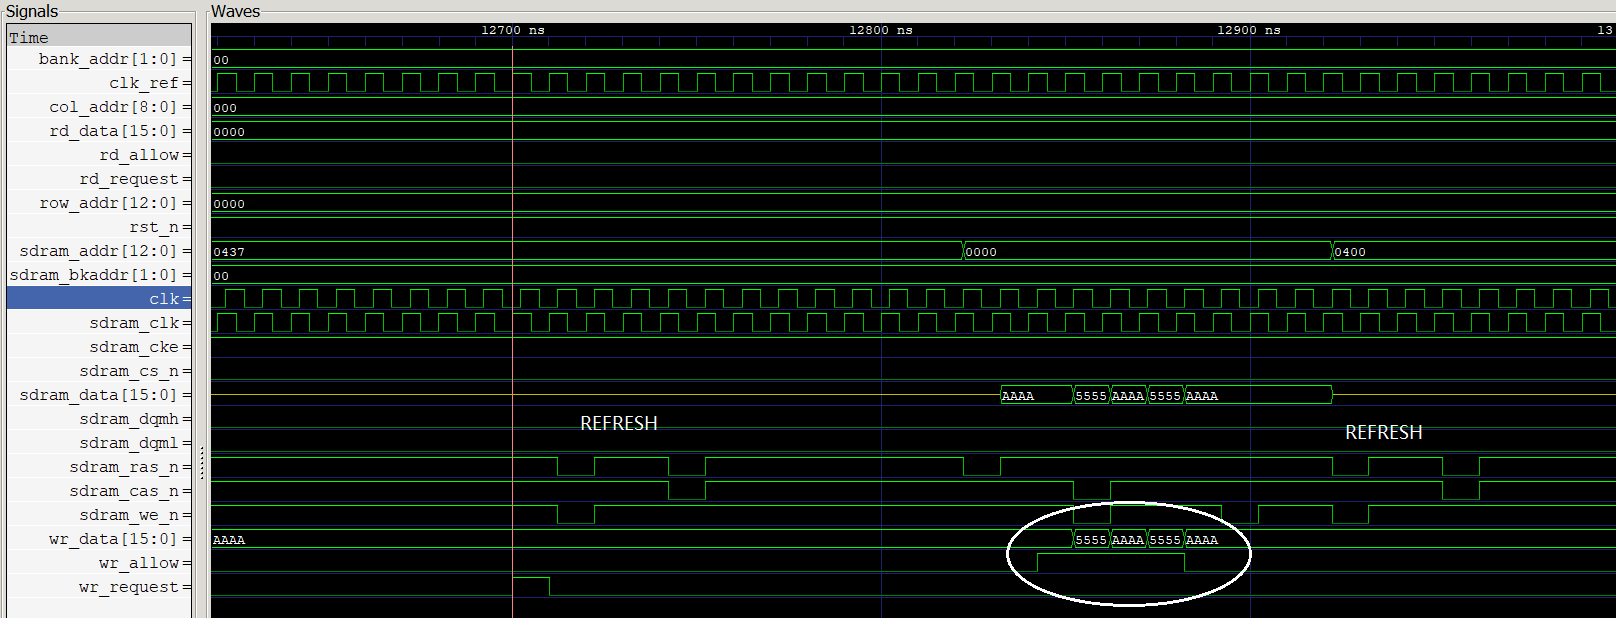 Signals
Waves
Time
12700 ns
12800 ns
12900 ns
13
bank_addr[1:0] =
00
clk_ref =
col_addr[8:0] =
000
rd_data[15:0] =
0000
rd_allow =
rd_request =
row_addr[12:0] =
0000
rst_n =
sdram_addr[12:0] =
0437
0000
0400
sdram_bkaddr[1:0] =
00
clk =
sdram_clk =
sdram_cke =
sdram_cs_n =
sdram_data[15:0] =
AAAA
5555
AAAA
5555
AAAA
sdram_dqmh =
REFRESH
REFRESH
sdram_dqml =
sdram_ras_n =
sdram_cas_n =
sdram_we_n =
wr_data[15:0] =
AAAA
5555
AAAA
5555
AAAA
wr_allow =
wr_request =